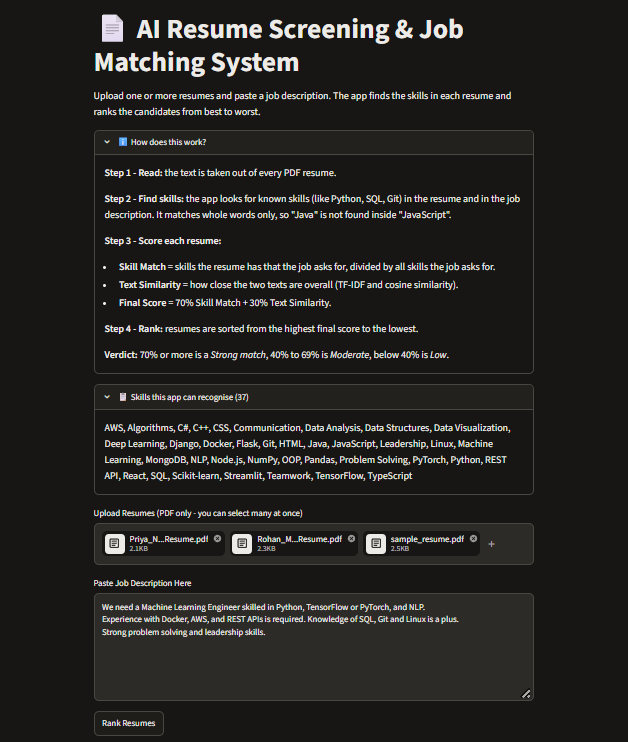 AI Resume Screening & Job
Matching System
Upload one or more resumes and paste a job description. The app finds the skills in each resume and
ranks the candidates from best to worst.
How does this work?
Step 1 - Read: the text is taken out of every PDF resume.
Step 2 - Find skills: the app looks for known skills (like Python, SQL, Git) in the resume and in the job
description. It matches whole words only, so "Java" is not found inside "JavaScript".
Step 3 - Score each resume:
• Skill Match = skills the resume has that the job asks for, divided by all skills the job asks for.
• Text Similarity = how close the two texts are overall (TF-IDF and cosine similarity).
• Final Score = 70% Skill Match + 30% Text Similarity.
Step 4 - Rank: resumes are sorted from the highest final score to the lowest.
Verdict: 70% or more is a Strong match, 40% to 69% is Moderate, below 40% is Low.
Skills this app can recognise (37)
AWS, Algorithms, C#, C++, CSS, Communication, Data Analysis, Data Structures, Data Visualization,
Deep Learning, Django, Docker, Flask, Git, HTML, Java, JavaScript, Leadership, Linux, Machine
Learning, MongoDB, NLP, Node.js, NumPy, OOP, Pandas, Problem Solving, PyTorch, Python, REST
API, React, SQL, Scikit-learn, Streamlit, Teamwork, TensorFlow, TypeScript
Upload Resumes (PDF only - you can select many at once)
Priya_N...Resume.pdf
2.1KB
Rohan_M...Resume.pdf
2.3KB
sample_resume.pdf
2.5KB
Paste Job Description Here
We need a Machine Learning Engineer skilled in Python, TensorFlow or PyTorch, and NLP.
Experience with Docker, AWS, and REST APIs is required. Knowledge of SQL, Git and Linux is a plus.
Strong problem solving and leadership skills.
Rank Resumes